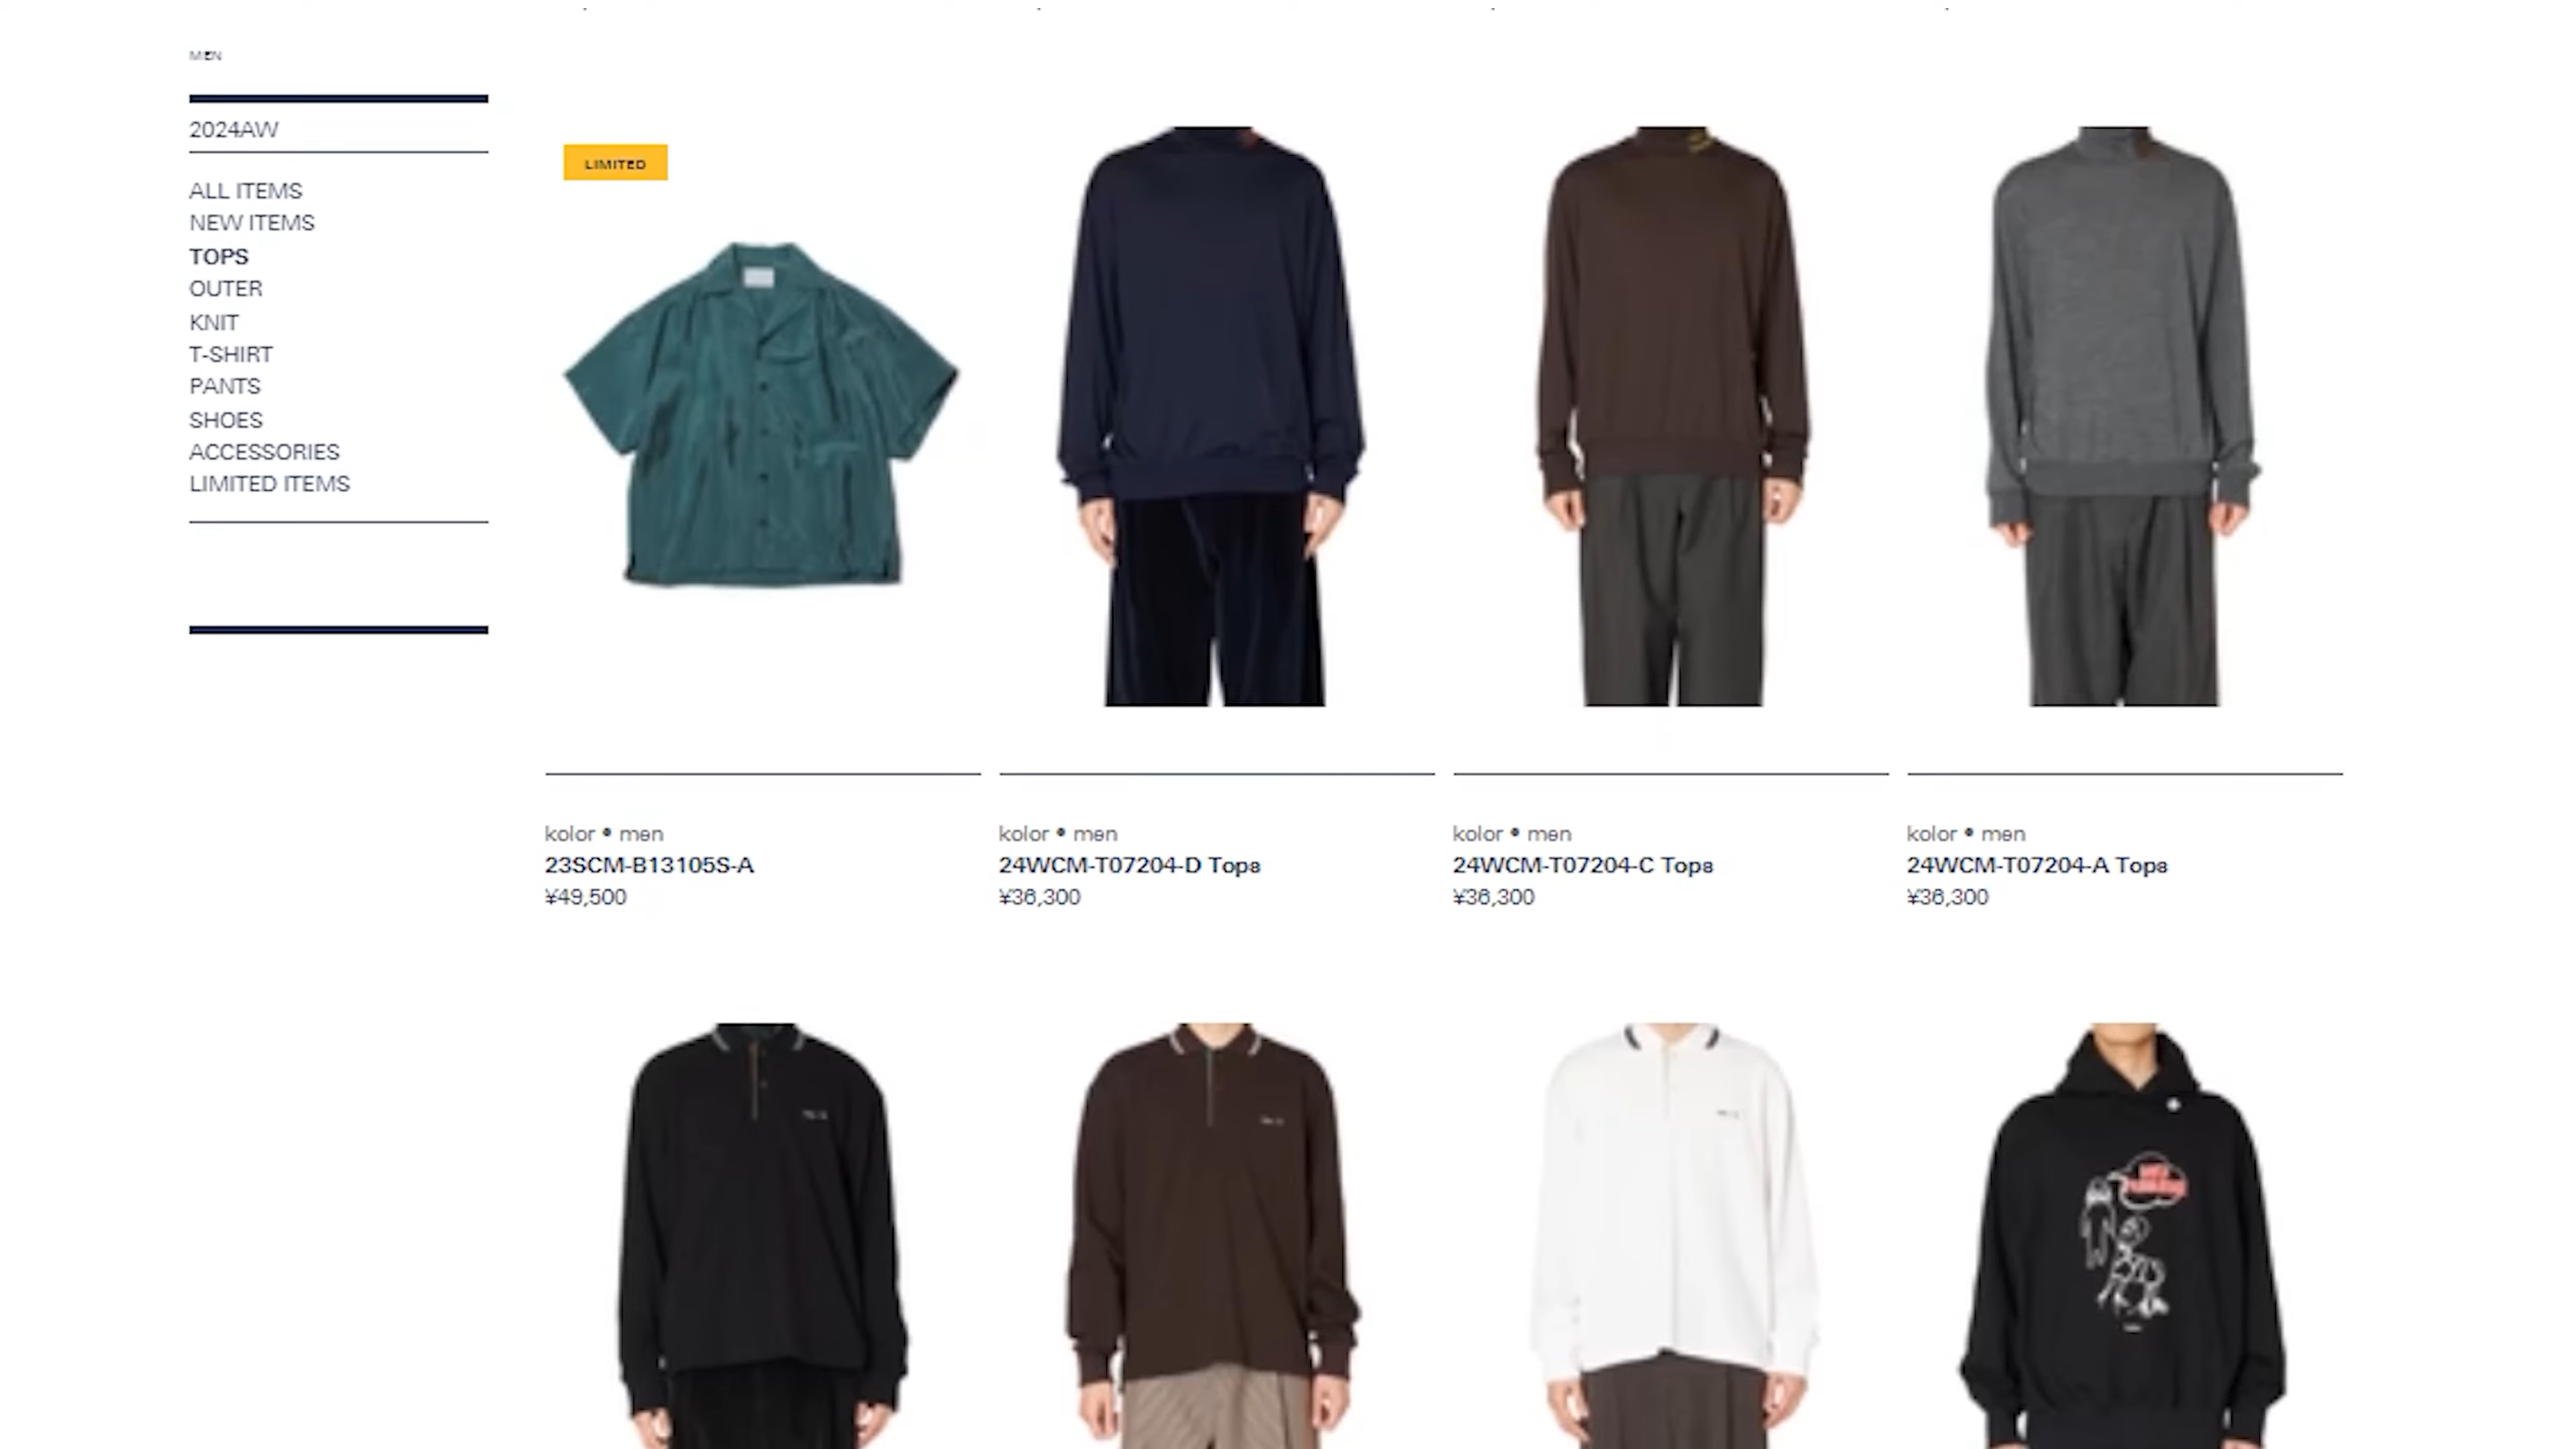 MEN
2024AW
ALL ITEMS
NEW ITEMS
TOPS
OUTER
KNIT
T-SHIRT
PANTS
SHOES
ACCESSORIES
LIMITED ITEMS
LIMITED
kolor • men
23SCM-B13105S-A
¥49,500
kolor • men
24WCM-T07204-D Tops
¥36,300
kolor • men
24WCM-T07204-C Tops
¥36,300
kolor • men
24WCM-T07204-A Tops
¥36,300